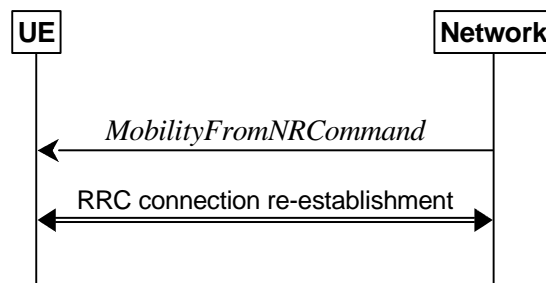 UE
Network
MobilityFromNRCommand
RRC connection re-establishment